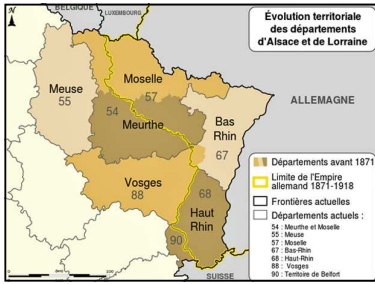 BELGIQUE
LUXEMBOURG
N
Évolution territoriale
des départements
d'Alsace et de Lorraine
Moselle
57
Meuse
55
54
Meurthe
ALLEMAGNE
Bas
Rhin
67
Vosges
88
68
Haut
Rhin
90
SUISSE
Départements avant 1871
Limite de l'Empire
allemand 1871-1918
Frontières actuelles
Départements actuels :
54 : Meurthe et Moselle
55 : Meuse
57 : Moselle
67 : Bas-Rhin
68 : Haut-Rhin
88 : Vosges
90 : Territoire de Belfort